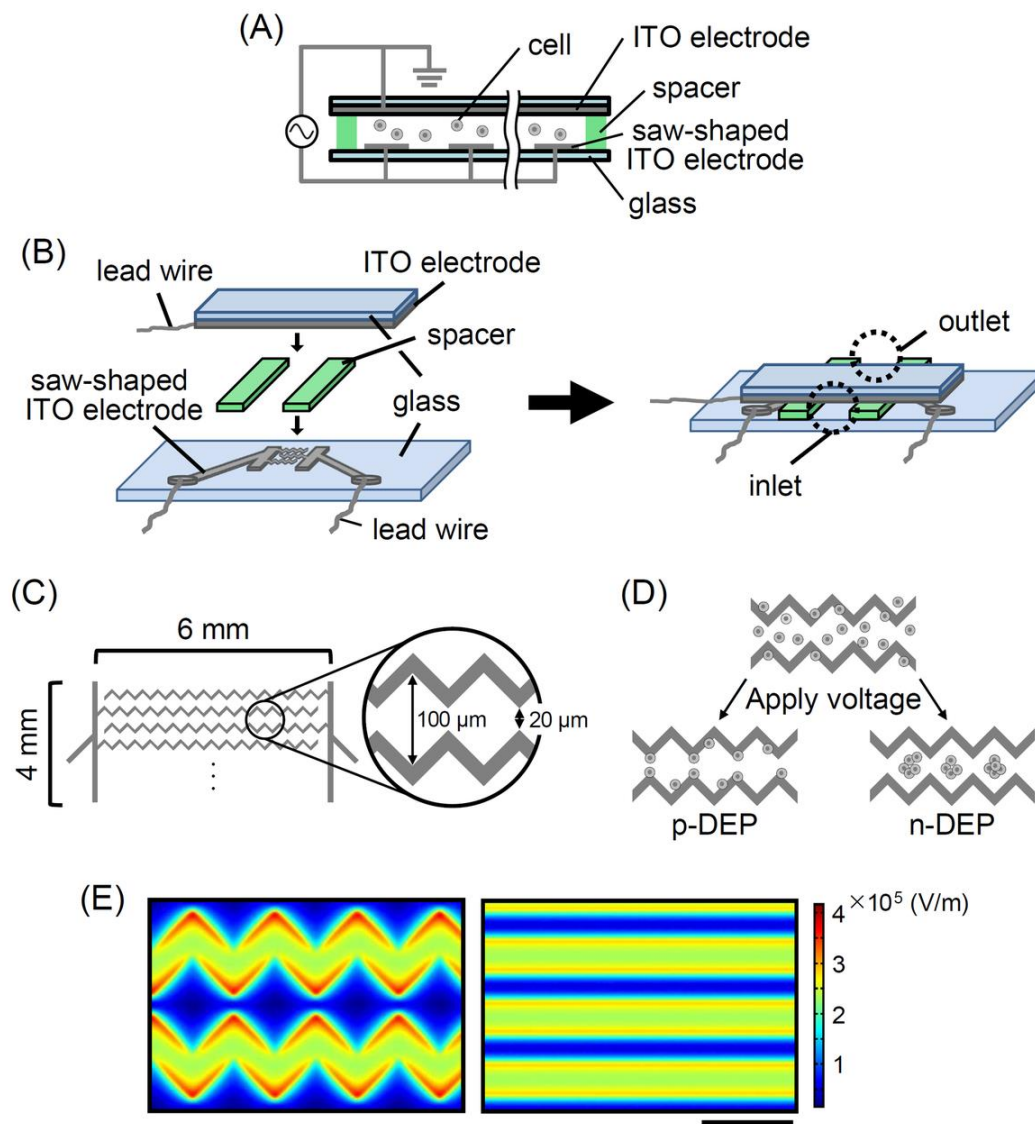 (A)
cell
ITO electrode
spacer
saw-shaped
ITO electrode
glass
(B)
lead wire
ITO electrode
spacer
saw-shaped
ITO electrode
glass
lead wire
outlet
inlet
(C)
6 mm
4 mm
100 µm
20 µm
(D)
Apply voltage
p-DEP
n-DEP
(E)
×10⁵ (V/m)
4
3
2
1